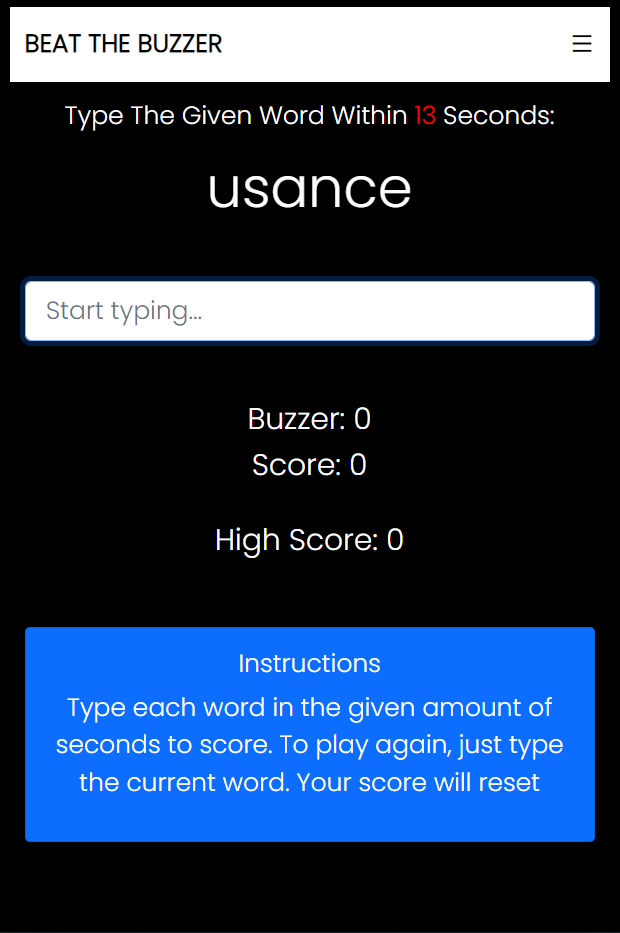 BEAT THE BUZZER
Type The Given Word Within 13 Seconds:
usance
Start typing...
Buzzer: 0
Score: 0
High Score: 0
Instructions
Type each word in the given amount of
seconds to score. To play again, just type
the current word. Your score will reset